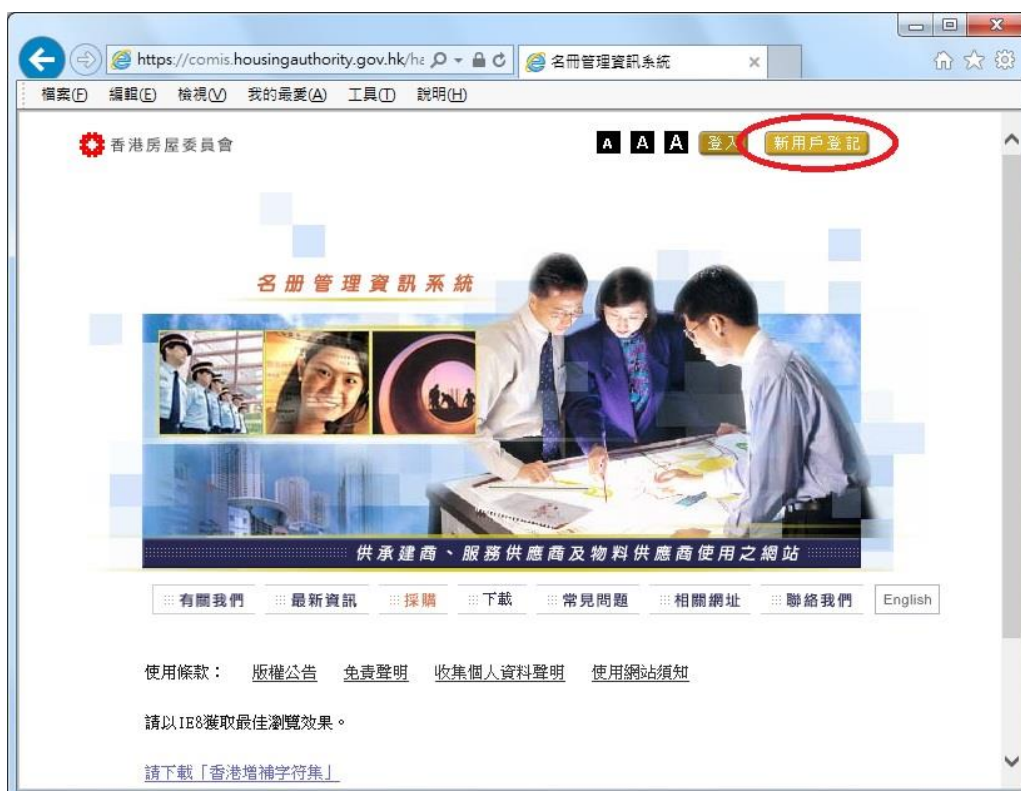 https://comis.housingauthority.gov.hk/ha
名冊管理資訊系統
檔案(F) 編輯(E) 檢視(V) 我的最愛(A) 工具(T) 說明(H)
香港房屋委員會
A A A 登入 新用戶登記
名册管理資訊系統
供承建商、服務供應商及物料供應商使用之網站
有關我們 最新資訊 採購 下載 常見問題 相關網址 聯絡我們 English
使用條款： 版權公告 免責聲明 收集個人資料聲明 使用網站須知
請以IE8獲取最佳瀏覽效果。
請下載「香港增補字符集」